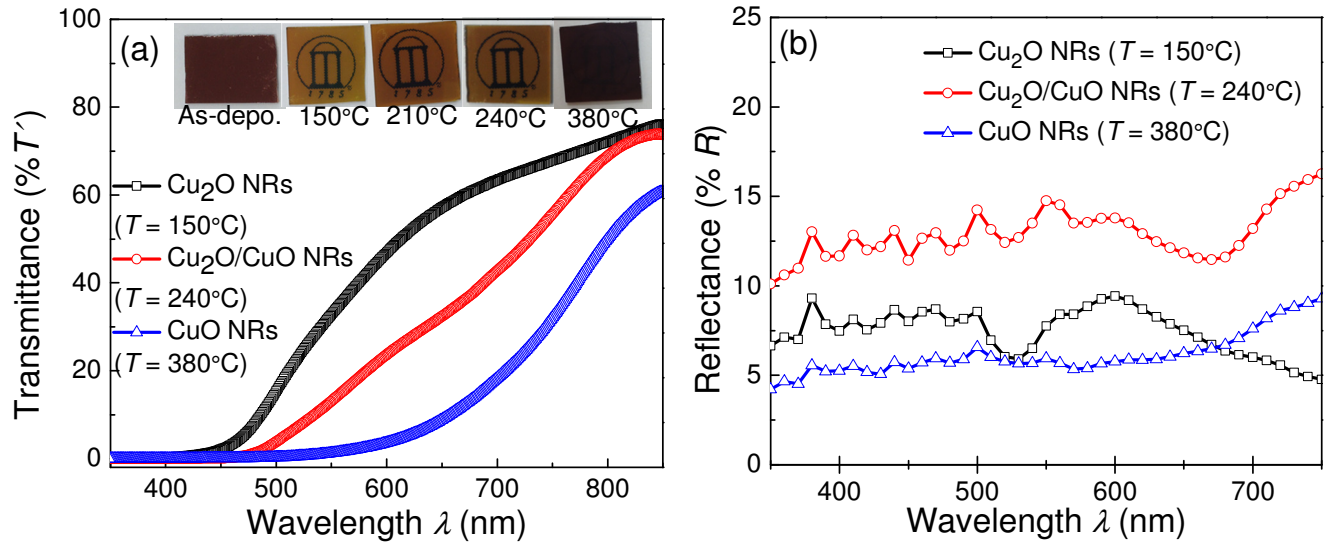 (a)
100
80
60
40
20
0
Transmittance (% T´)
1785
1785
1785
As-depo. 150°C 210°C 240°C 380°C
Cu₂O NRs
(T = 150°C)
Cu₂O/CuO NRs
(T = 240°C)
CuO NRs
(T = 380°C)
400 500 600 700 800
Wavelength λ (nm)
(b)
25
20
15
10
5
0
Reflectance (% R)
Cu₂O NRs (T = 150°C)
Cu₂O/CuO NRs (T = 240°C)
CuO NRs (T = 380°C)
400 500 600 700
Wavelength λ (nm)